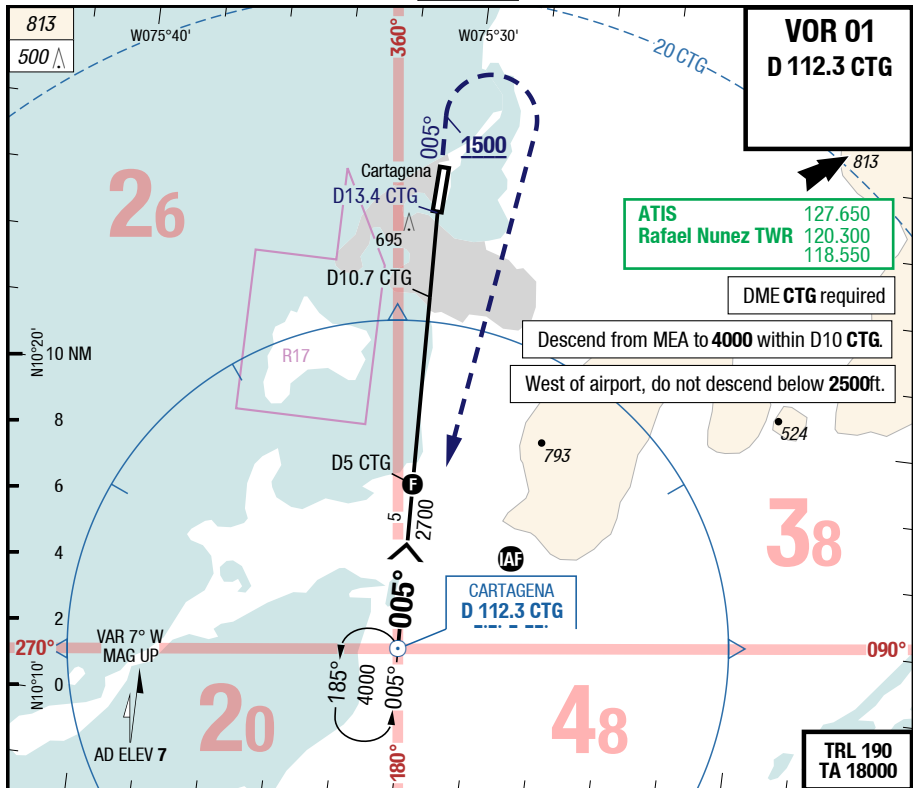 813
500
W075°40'
360°
W075°30'
20 CTG
VOR 01
D 112.3 CTG
005°
1500
Cartagena
D13.4 CTG
813
26
695
ATIS 127.650
Rafael Nunez TWR 120.300
118.550
D10.7 CTG
DME CTG required
Descend from MEA to 4000 within D10 CTG.
N10°20'
10 NM
R17
West of airport, do not descend below 2500ft.
8
793
524
D5 CTG
F
6
5
2700
38
4
IAF
005°
CARTAGENA
D 112.3 CTG
2
VAR 7° W
MAG UP
270°
090°
N10°10'
0
185°
4000
005°
20
48
AD ELEV 7
180°
TRL 190
TA 18000